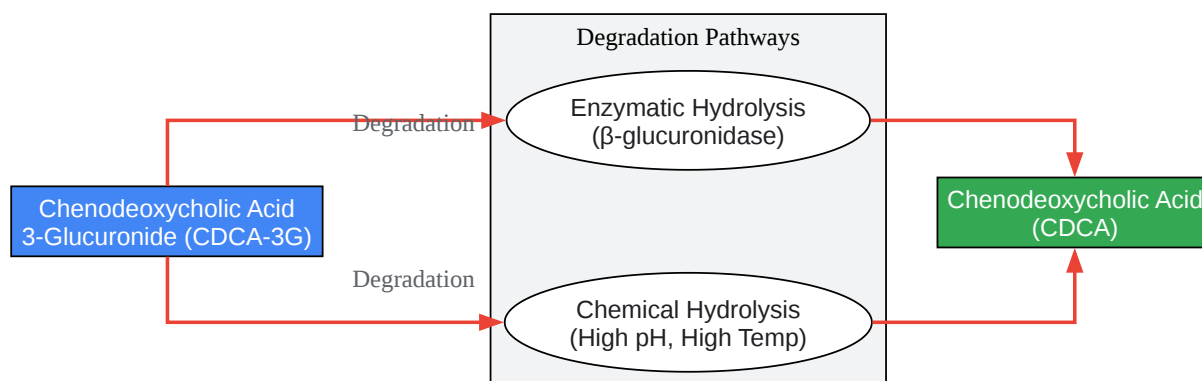 Degradation Pathways
Enzymatic Hydrolysis
(β-glucuronidase)
Degradation
Chenodeoxycholic Acid
3-Glucuronide (CDCA-3G)
Chenodeoxycholic Acid
(CDCA)
Degradation
Chemical Hydrolysis
(High pH, High Temp)